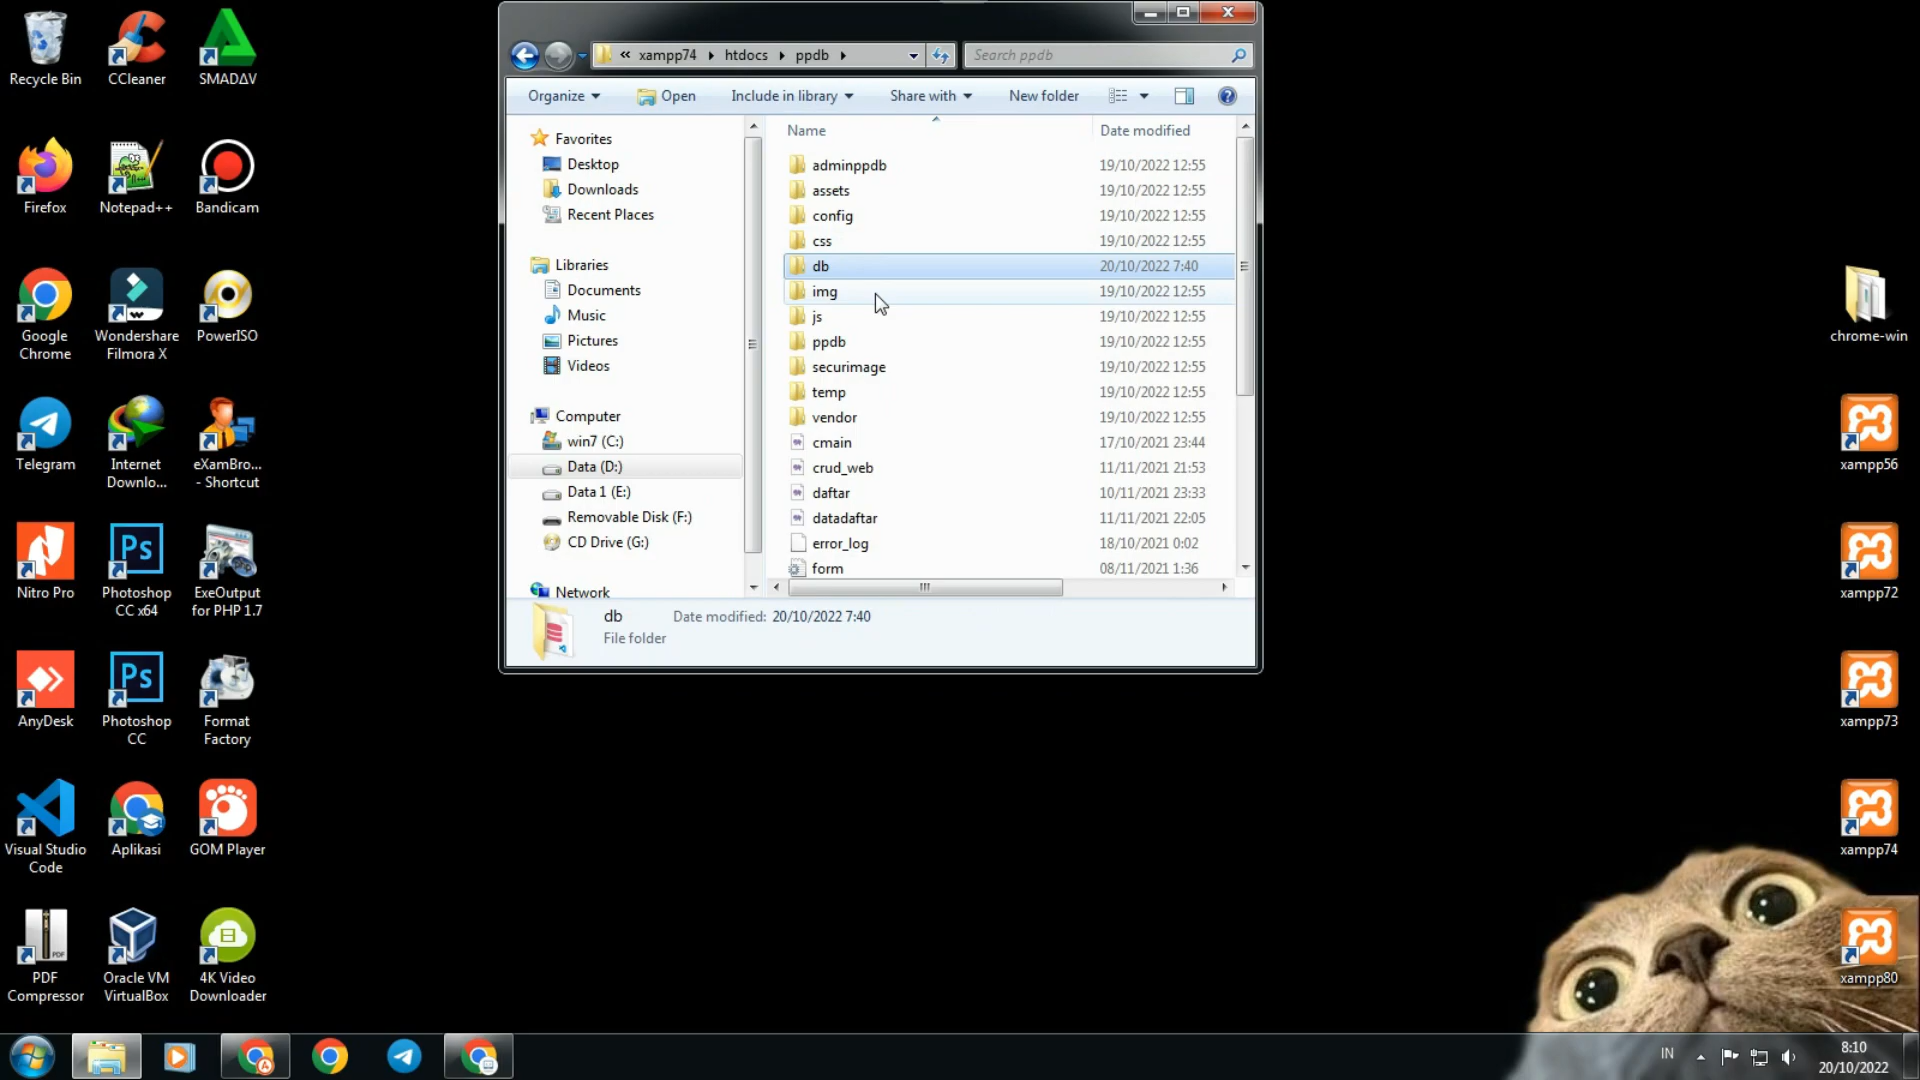 Recycle Bin
CCleaner
SMADΔV
Firefox
Notepad++
Bandicam
Google Chrome
Wondershare Filmora X
PowerISO
Telegram
Internet Downlo...
eXamBro... - Shortcut
Nitro Pro
Photoshop CC x64
ExeOutput for PHP 1.7
AnyDesk
Photoshop CC
Format Factory
Visual Studio Code
Aplikasi
GOM Player
PDF Compressor
Oracle VM VirtualBox
4K Video Downloader
« xampp74 htdocs ppdb
Search ppdb
Organize Open Include in library Share with New folder
Favorites
Desktop
Downloads
Recent Places
Libraries
Documents
Music
Pictures
Videos
Computer
win7 (C:)
Data (D:)
Data 1 (E:)
Removable Disk (F:)
CD Drive (G:)
Network
Name Date modified
adminppdb 19/10/2022 12:55
assets 19/10/2022 12:55
config 19/10/2022 12:55
css 19/10/2022 12:55
db 20/10/2022 7:40
img 19/10/2022 12:55
js 19/10/2022 12:55
ppdb 19/10/2022 12:55
securimage 19/10/2022 12:55
temp 19/10/2022 12:55
vendor 19/10/2022 12:55
cmain 17/10/2021 23:44
crud_web 11/11/2021 21:53
daftar 10/11/2021 23:33
datadaftar 11/11/2021 22:05
error_log 18/10/2021 0:02
form 08/11/2021 1:36
db Date modified: 20/10/2022 7:40
File folder
chrome-win
xampp56
xampp72
xampp73
xampp74
xampp80
IN
8:10
20/10/2022